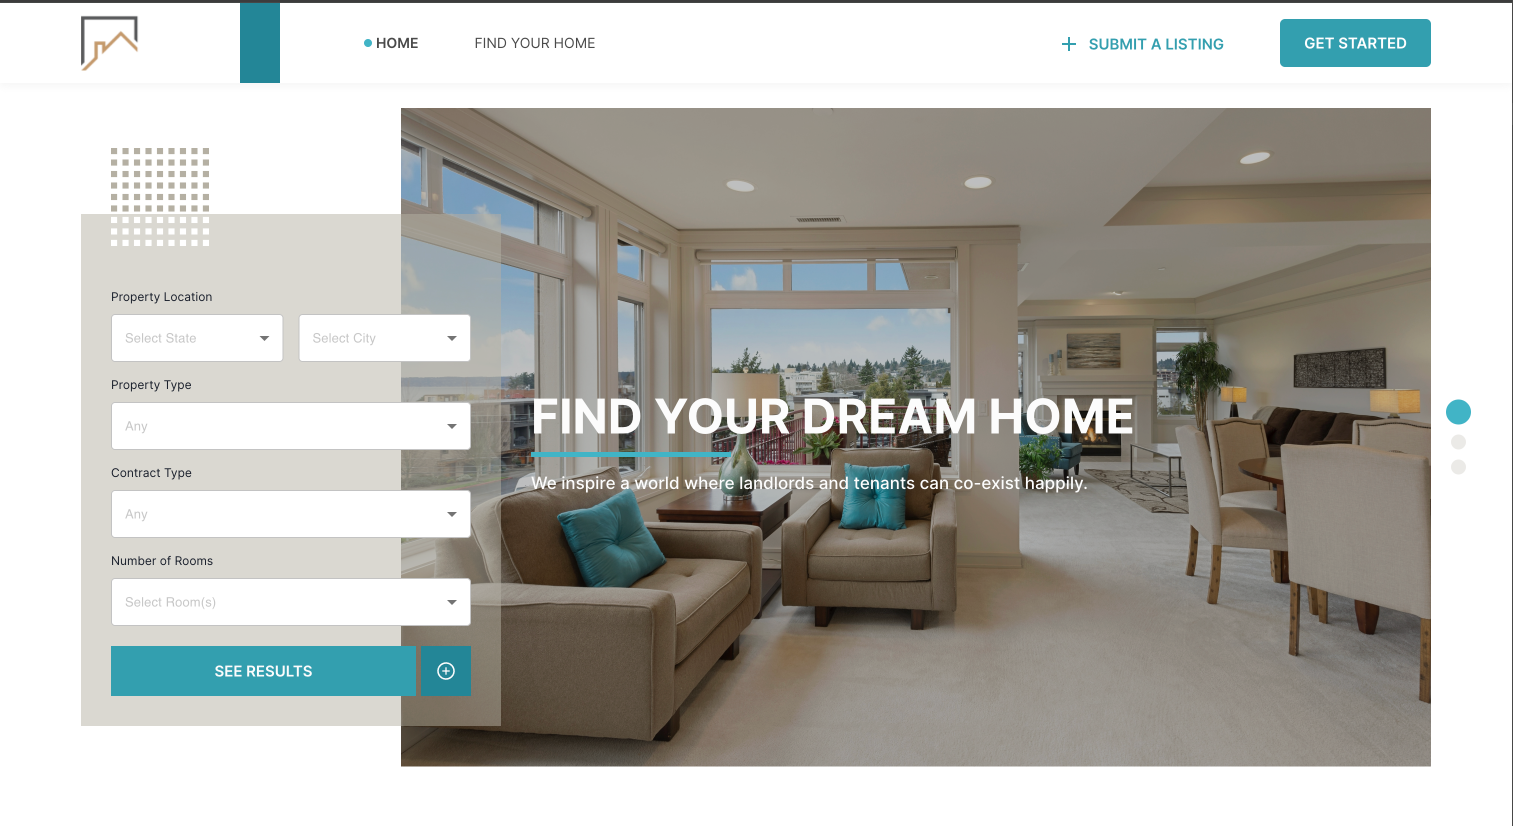 HOME
FIND YOUR HOME
SUBMIT A LISTING
GET STARTED
Property Location
Select State
Select City
Property Type
Any
Contract Type
Any
Number of Rooms
Select Room(s)
SEE RESULTS
FIND YOUR DREAM HOME
We inspire a world where landlords and tenants can co-exist happily.